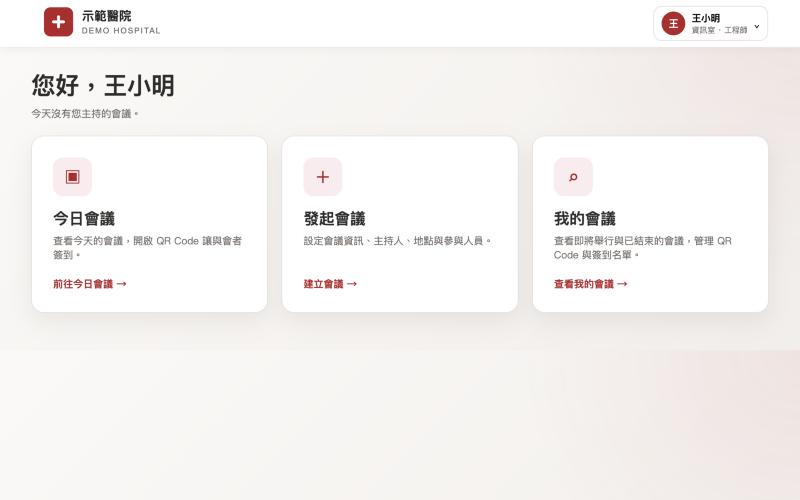 示範醫院
DEMO HOSPITAL
王
王小明
資訊室 · 工程師
您好，王小明
今天沒有您主持的會議。
今日會議
查看今天的會議，開啟 QR Code 讓與會者
簽到。
前往今日會議 →
發起會議
設定會議資訊、主持人、地點與參與人員。
建立會議 →
我的會議
查看即將舉行與已結束的會議，管理 QR
Code 與簽到名單。
查看我的會議 →